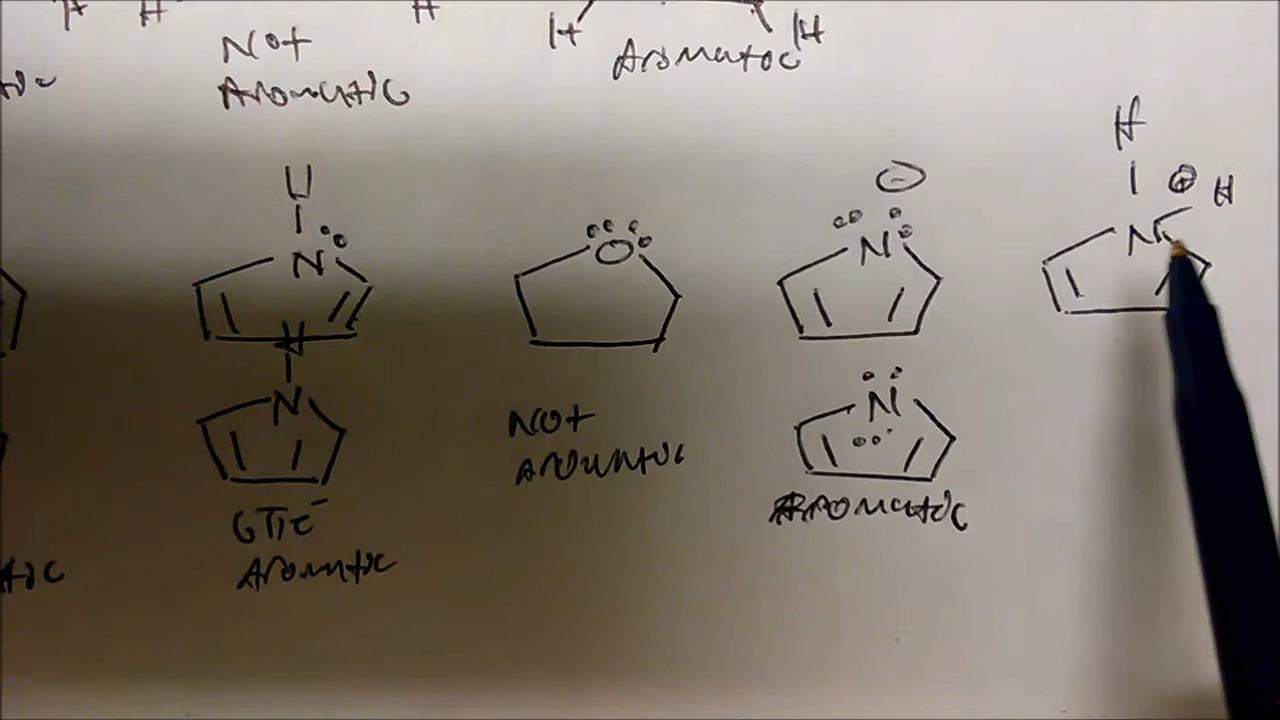 H H H
Not
Aromatic
H H
Aromatic
H
N
O
N
⊖
H
N ⊕ H
H
N
6πe⁻
Aromatic
Not
Aromatic
N
Aromatic